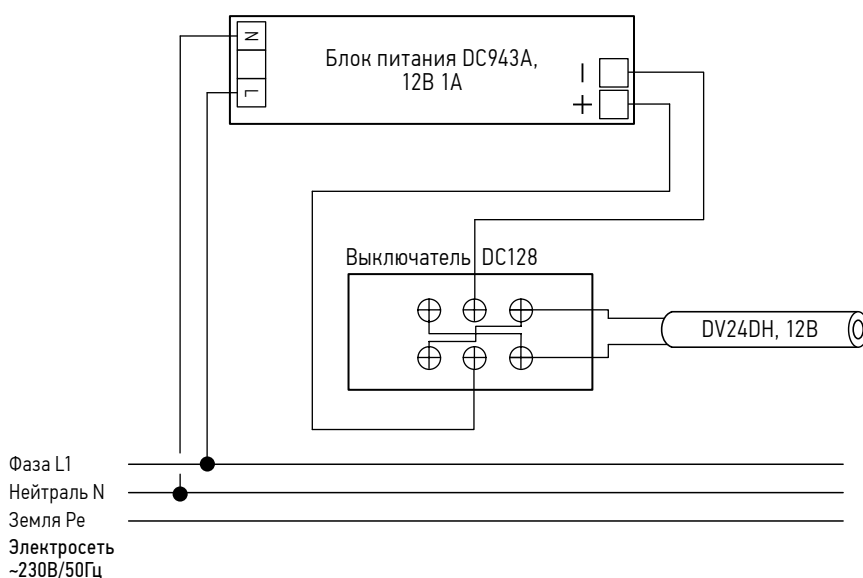 N
L
Блок питания DC943A,
12В 1А
−
+
Выключатель DC128
DV24DH, 12В
Фаза L1
Нейтраль N
Земля Pe
Электросеть
~230В/50Гц